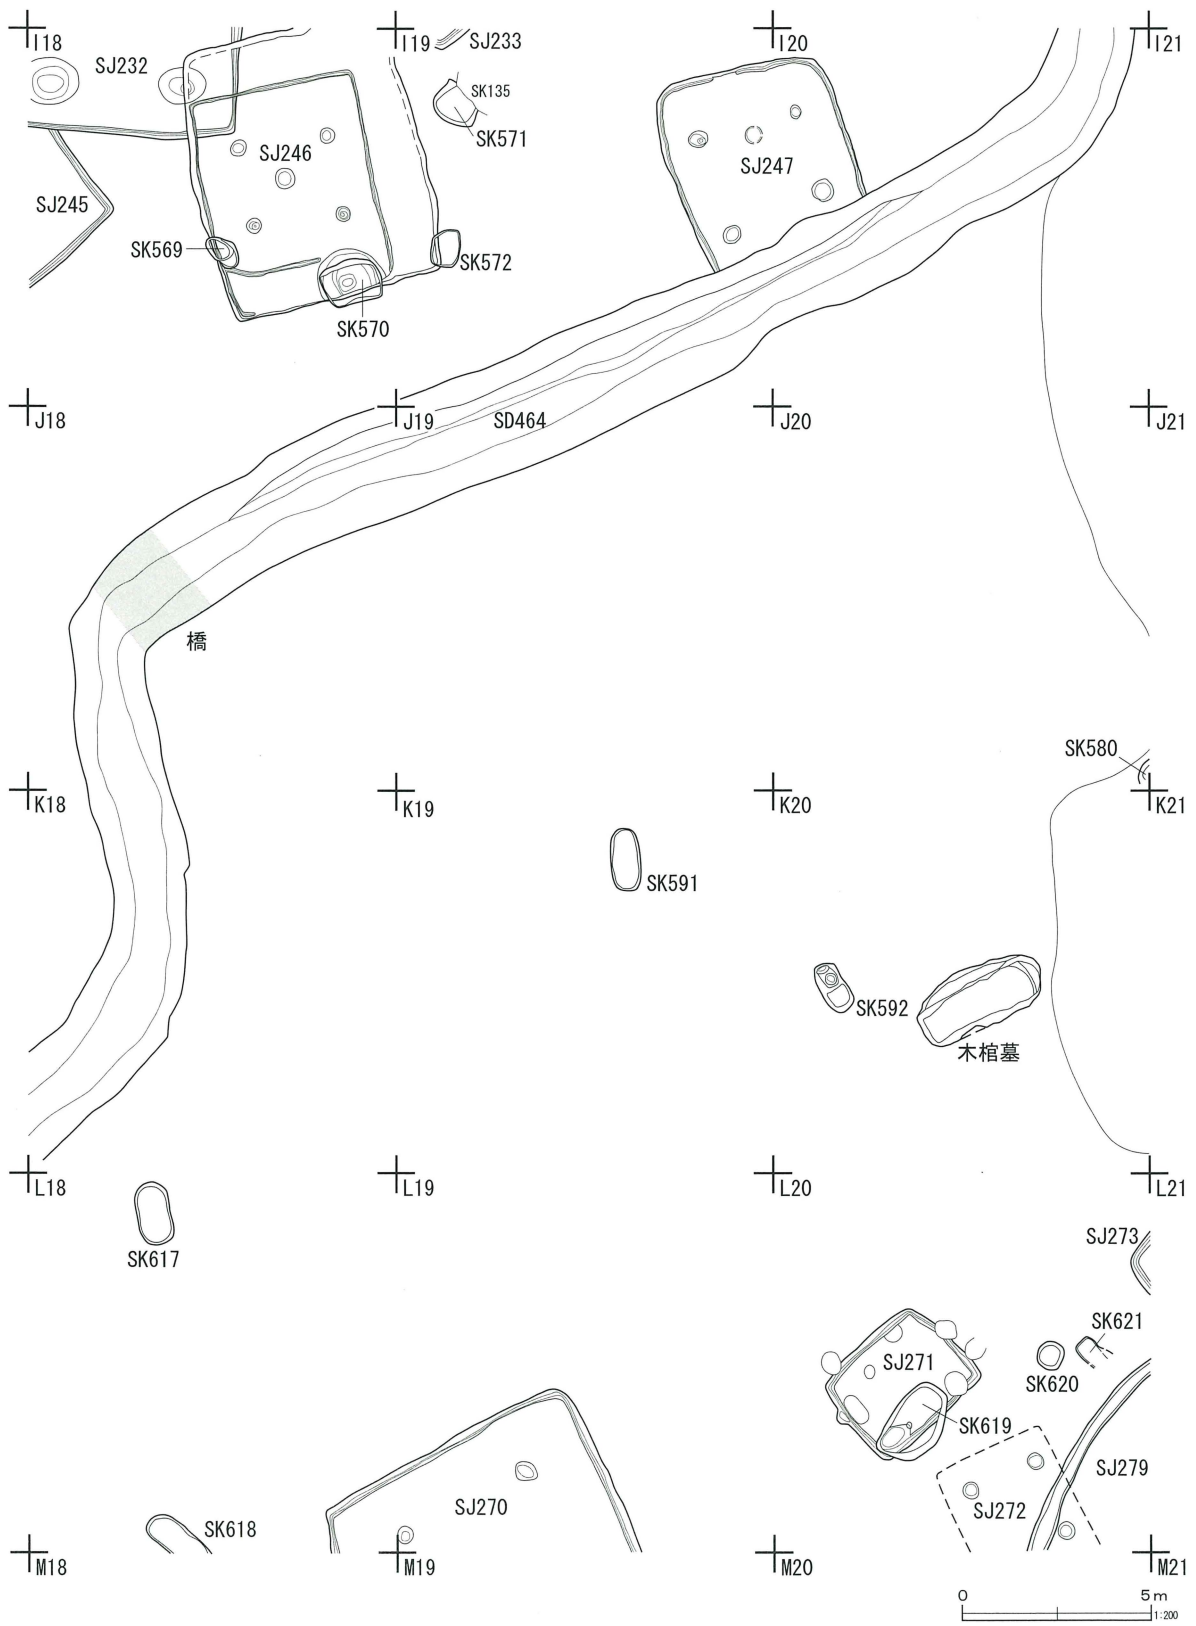 I18
I19
I20
I21
SJ232
SJ233
SK135
SK571
SJ246
SJ247
SJ245
SK569
SK572
SK570
J18
J19
J20
J21
SD464
橋
SK580
K18
K19
K20
K21
SK591
SK592
木棺墓
L18
L19
L20
L21
SK617
SJ273
SK621
SJ271
SK620
SK619
SJ279
SJ270
SJ272
SK618
M18
M19
M20
M21
0 5m
1:200